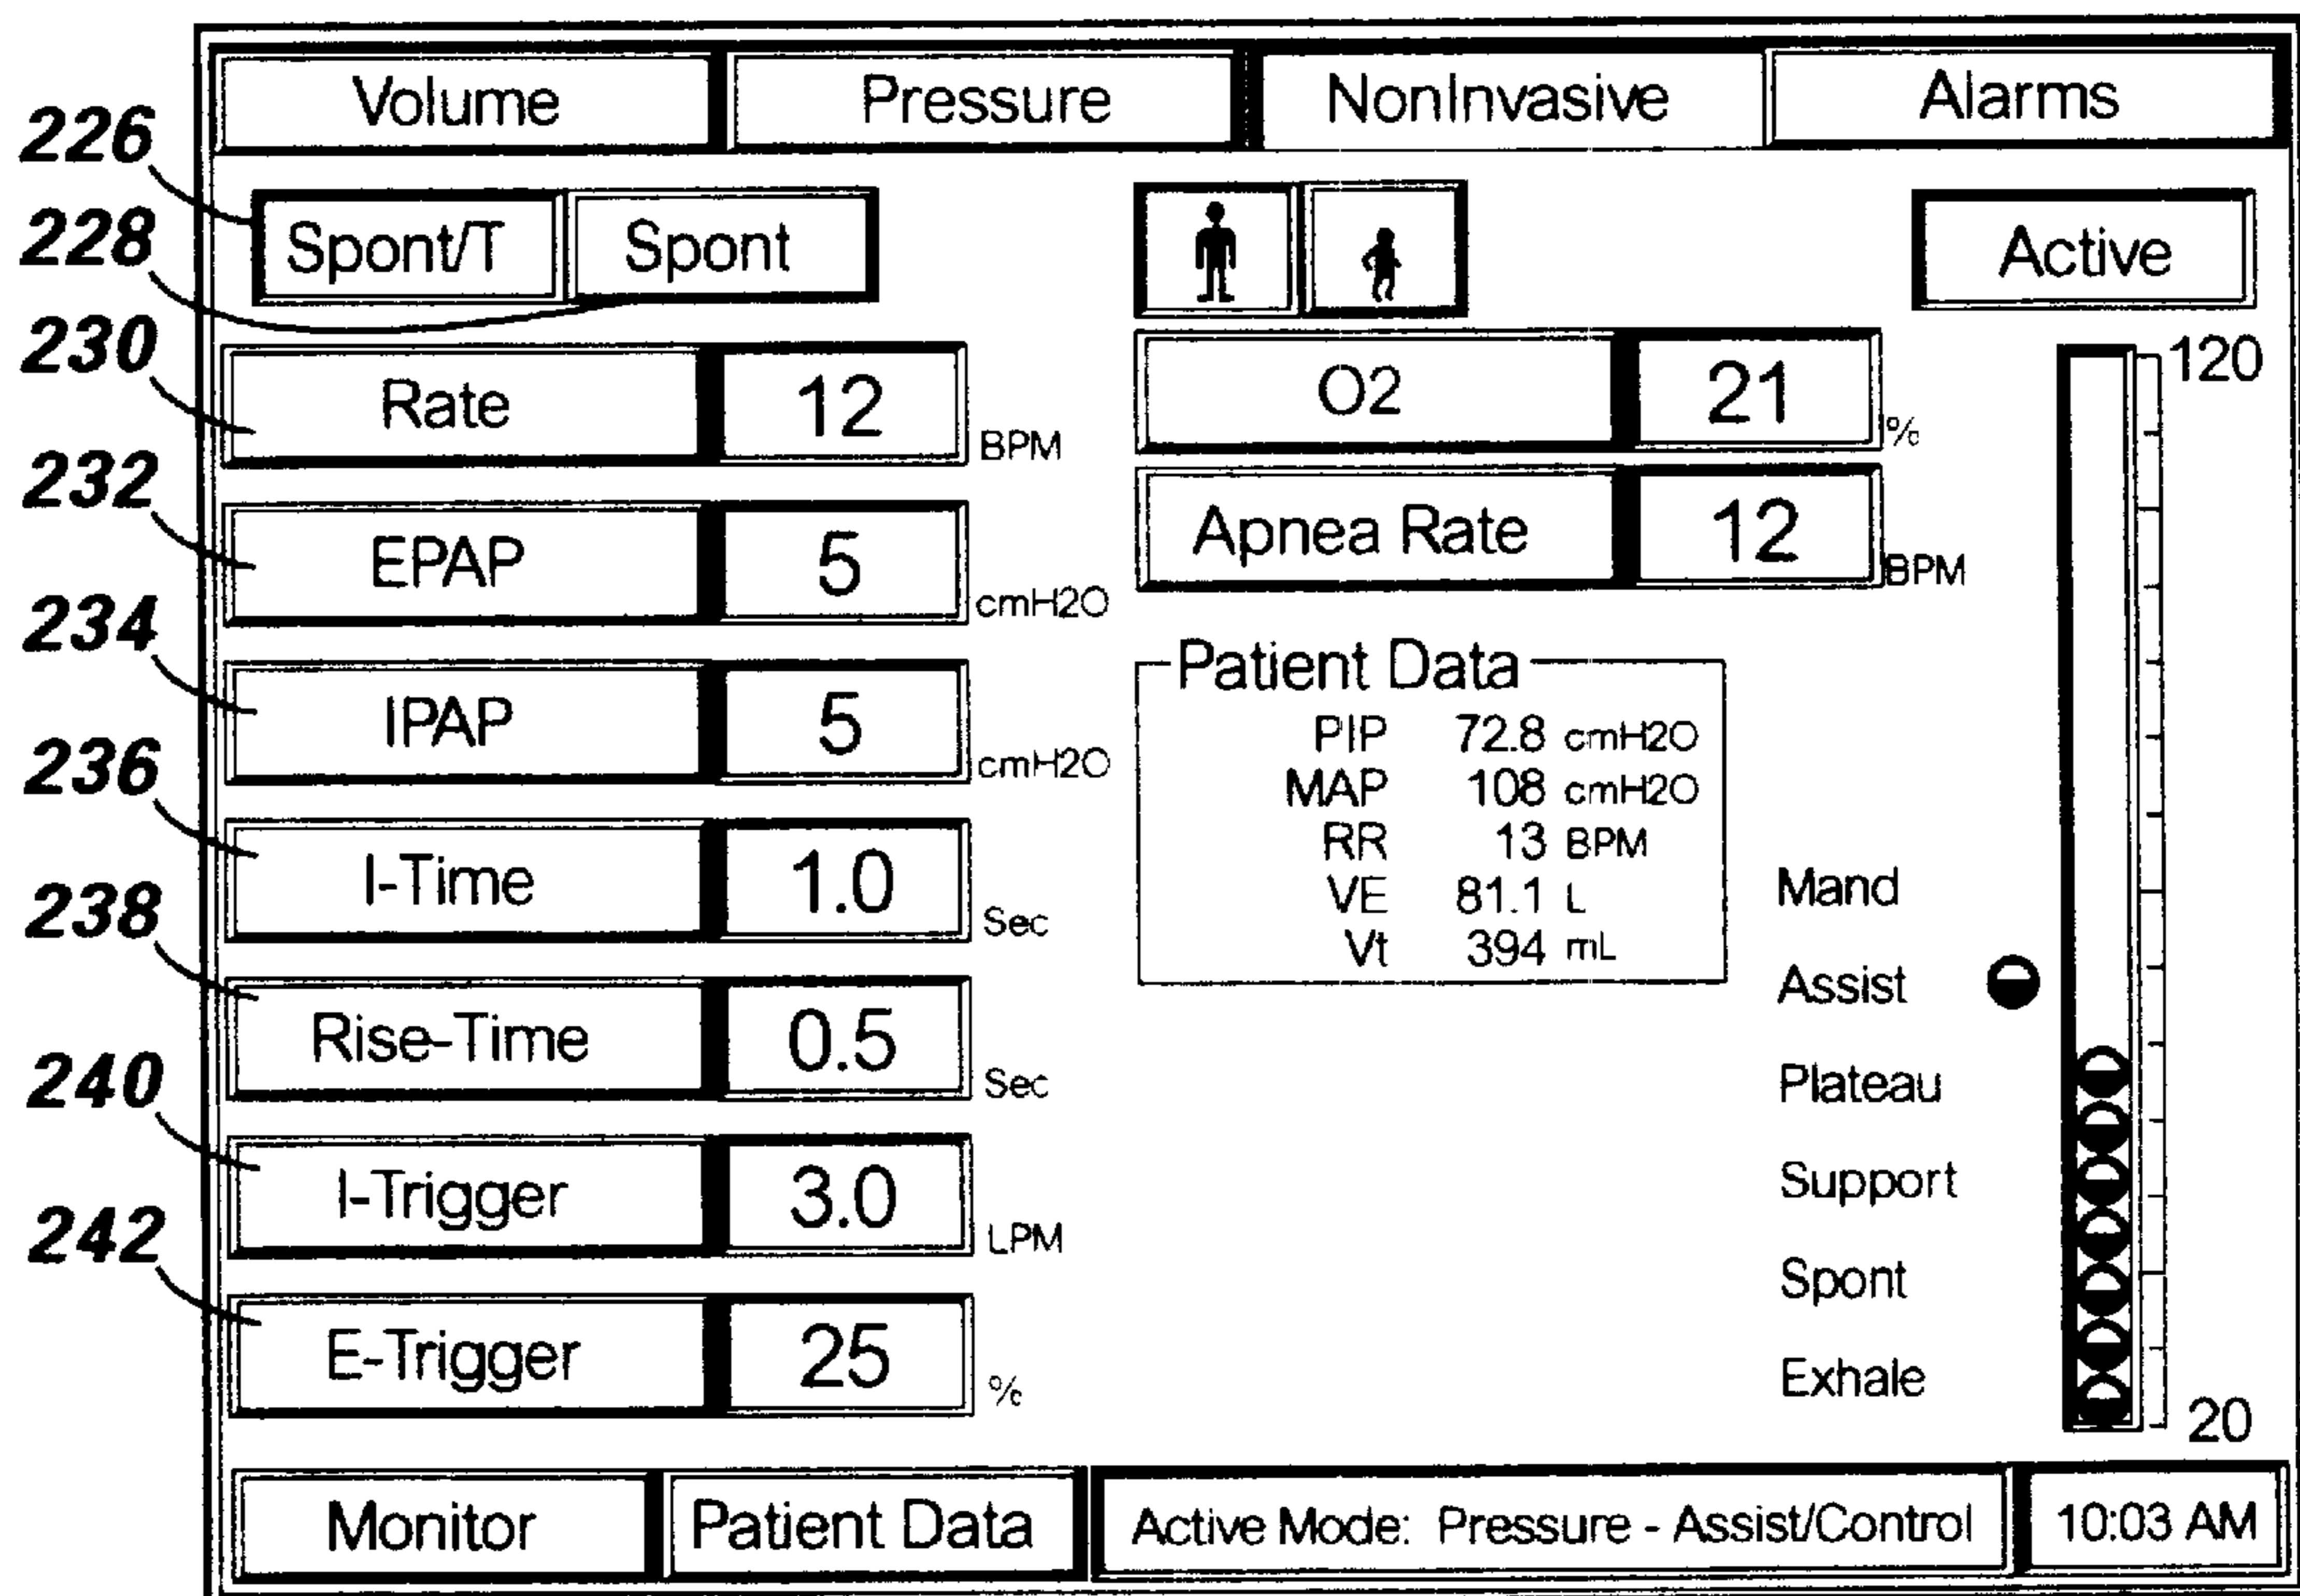 Volume Pressure NonInvasive Alarms
226 Spont/T Spont Active
228
230 Rate 12 BPM O2 21 % 120
232 EPAP 5 cmH2O Apnea Rate 12 BPM
234 IPAP 5 cmH2O
Patient Data
PIP 72.8 cmH2O
MAP 108 cmH2O
RR 13 BPM
VE 81.1 L
Vt 394 mL
236 I-Time 1.0 Sec
238 Rise-Time 0.5 Sec
240 I-Trigger 3.0 LPM
242 E-Trigger 25 %
Mand
Assist
Plateau
Support
Spont
Exhale
20
Monitor Patient Data Active Mode: Pressure - Assist/Control 10:03 AM